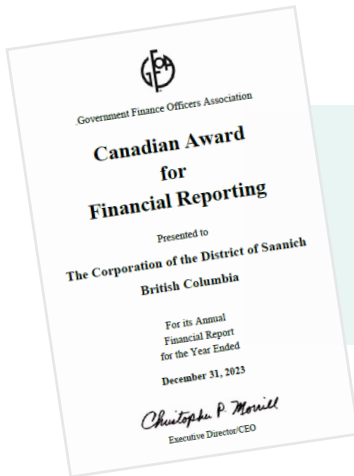 GFOA
Government Finance Officers Association
Canadian Award
for
Financial Reporting
Presented to
The Corporation of the District of Saanich
British Columbia
For its Annual
Financial Report
for the Year Ended
December 31, 2023
Christopher P. Morrill
Executive Director/CEO